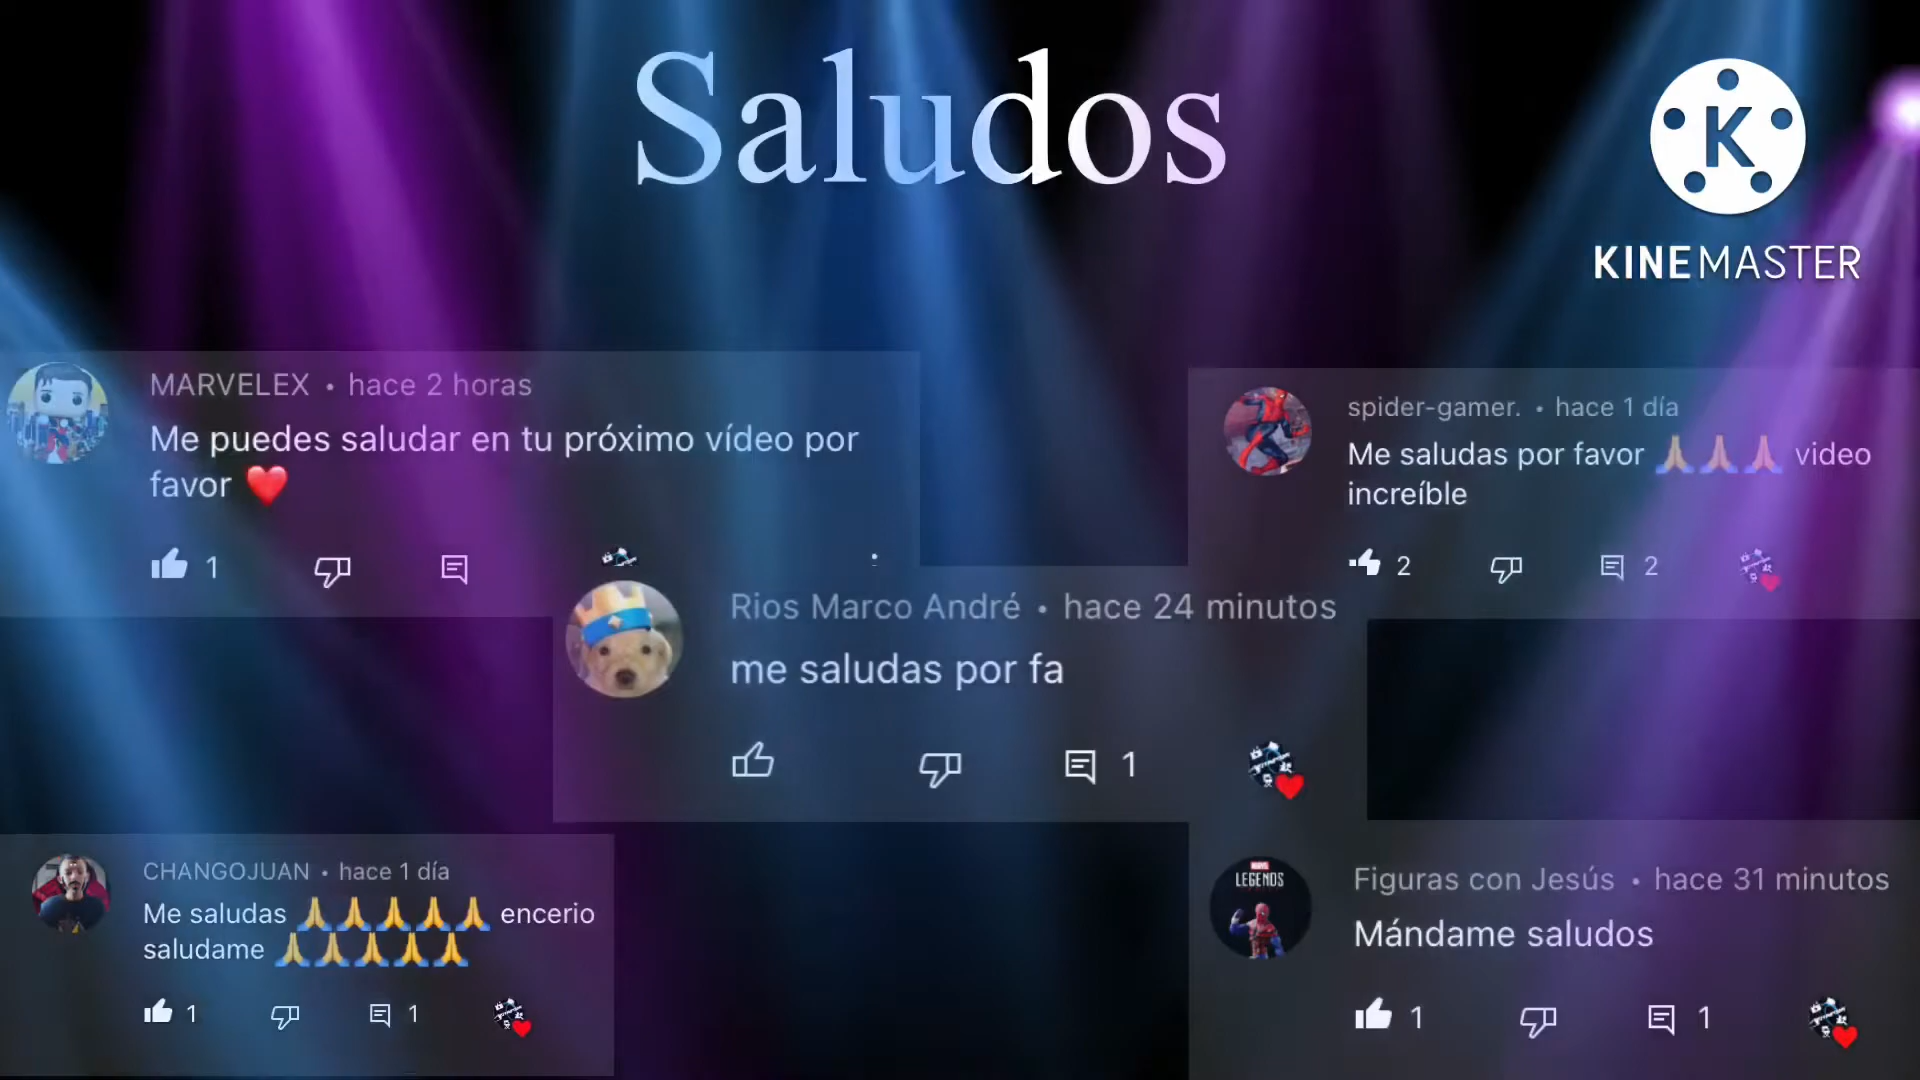 Saludos
K
KINEMASTER
MARVELEX • hace 2 horas
Me puedes saludar en tu próximo vídeo por
favor ❤️
1
spider-gamer. • hace 1 día
Me saludas por favor 🙏🙏🙏 video
increíble
2 2
Rios Marco André • hace 24 minutos
me saludas por fa
1
CHANGOJUAN • hace 1 día
Me saludas 🙏🙏🙏🙏🙏 encerio
saludame 🙏🙏🙏🙏🙏
1 1
MARVEL
LEGENDS
Figuras con Jesús • hace 31 minutos
Mándame saludos
1 1